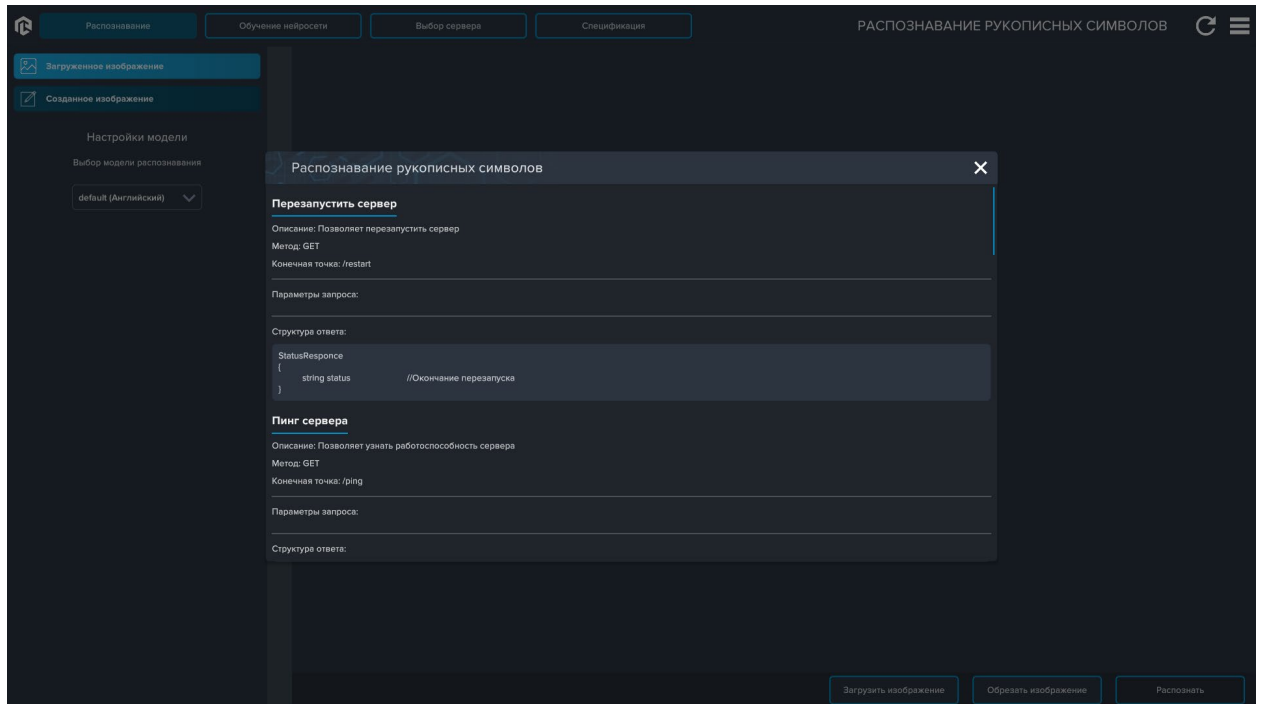 Распознавание Обучение нейросети Выбор сервера Спецификация РАСПОЗНАВАНИЕ РУКОПИСНЫХ СИМВОЛОВ
Загруженное изображение
Созданное изображение
Настройки модели
Выбор модели распознавания
default (Английский)
Распознавание рукописных символов
Перезапустить сервер
Описание: Позволяет перезапустить сервер
Метод: GET
Конечная точка: /restart
Параметры запроса:
Структура ответа:
StatusResponce
{
string status //Окончание перезапуска
}
Пинг сервера
Описание: Позволяет узнать работоспособность сервера
Метод: GET
Конечная точка: /ping
Параметры запроса:
Структура ответа:
Загрузить изображение Обрезать изображение Распознать